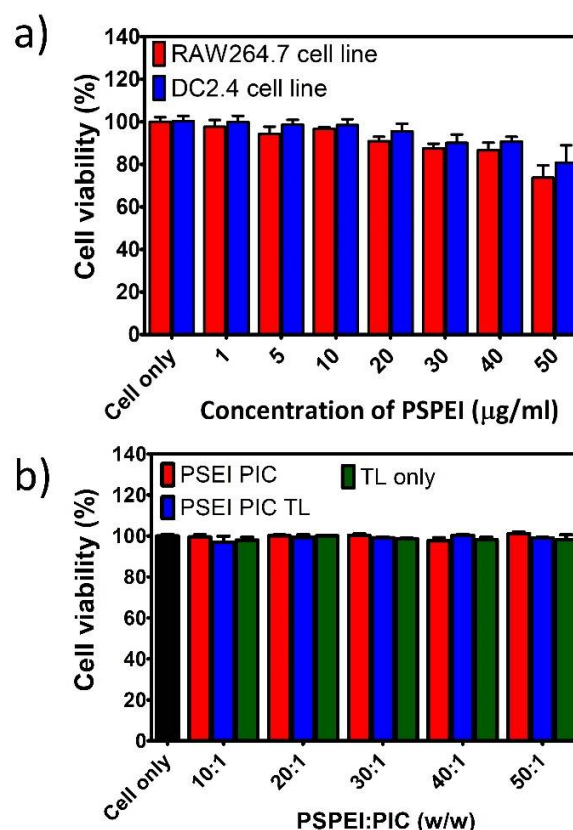 a)
140
120
100
80
60
40
20
0
Cell viability (%)
RAW264.7 cell line
DC2.4 cell line
Cell only
1
5
10
20
30
40
50
Concentration of PSPEI (μg/ml)
b)
140
120
100
80
60
40
20
0
Cell viability (%)
PSEI PIC
TL only
PSEI PIC TL
Cell only
10:1
20:1
30:1
40:1
50:1
PSPEI:PIC (w/w)